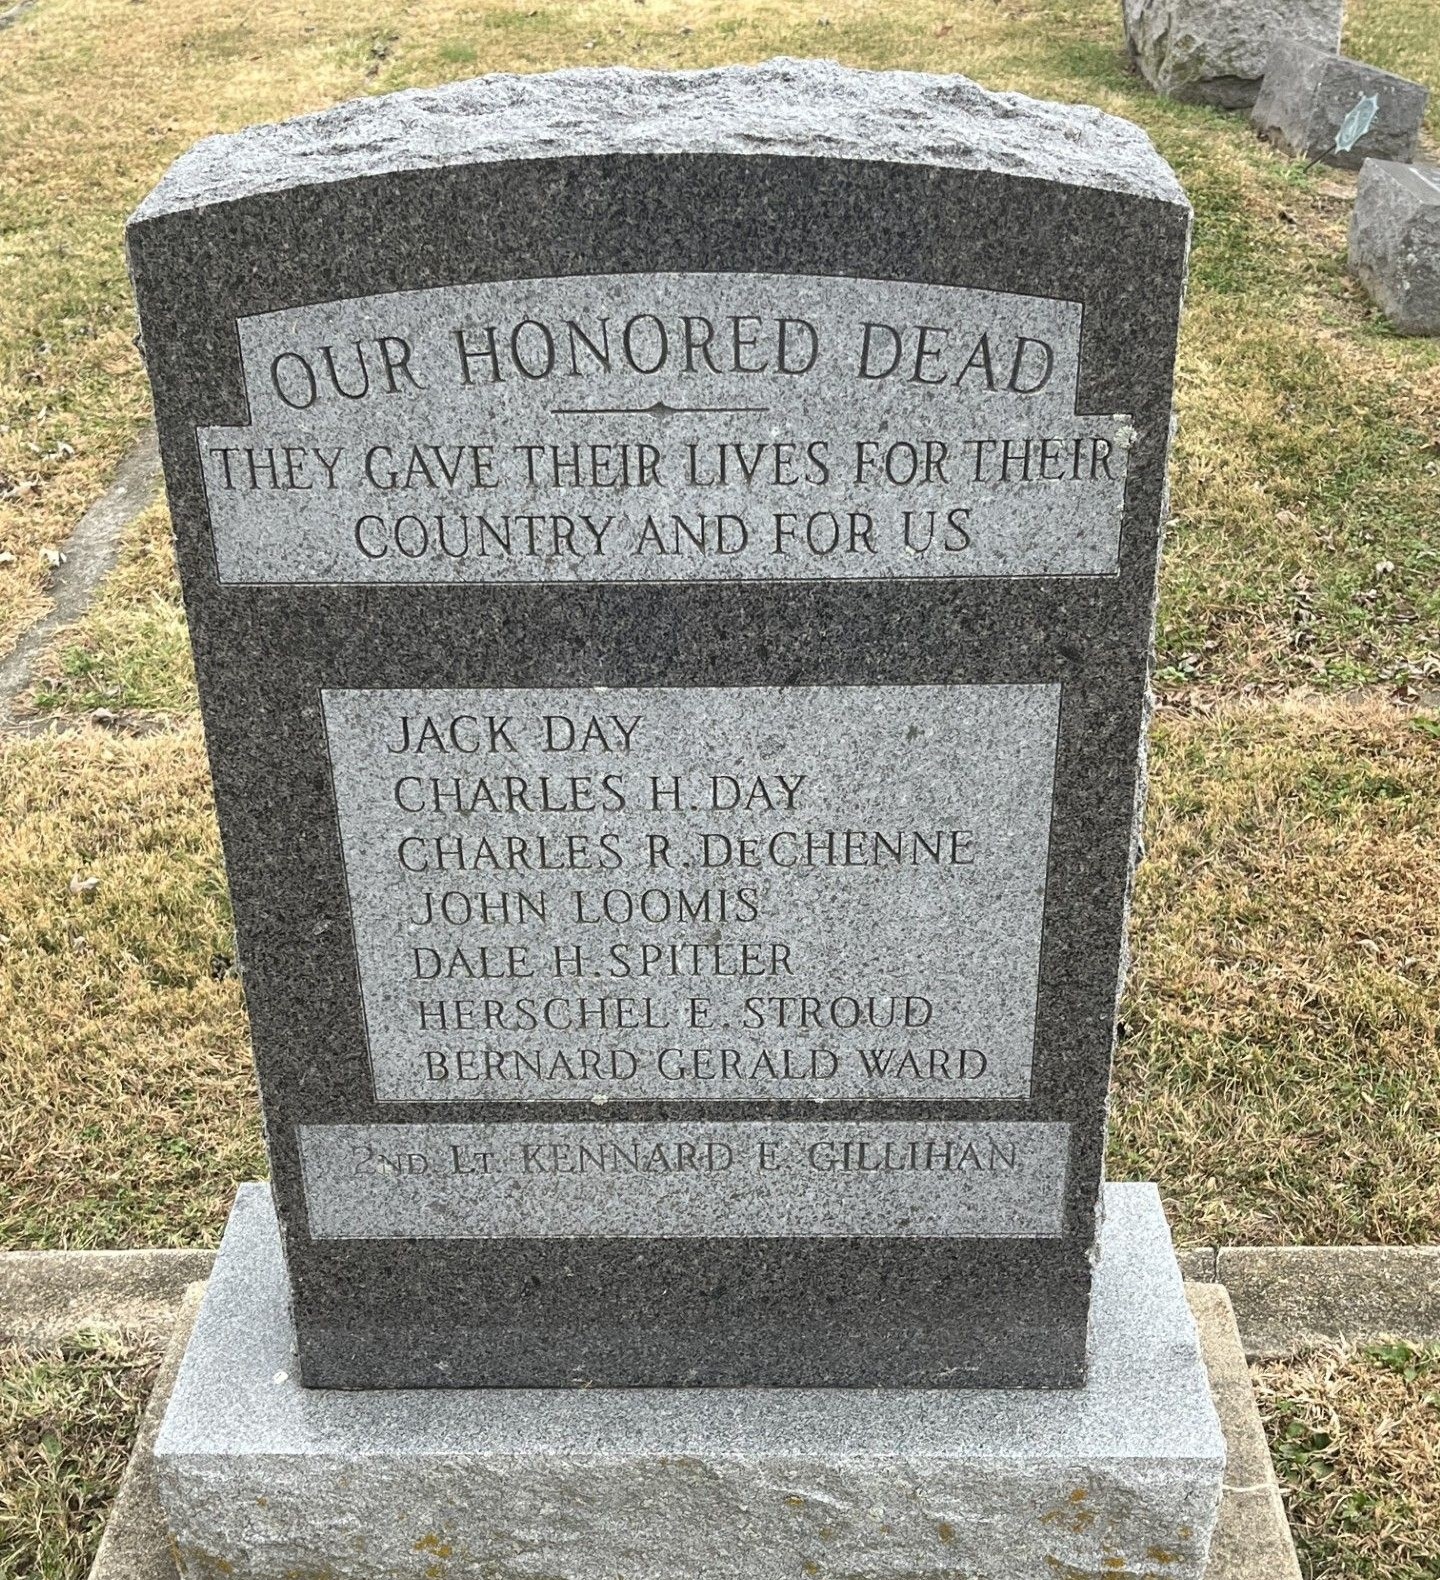 OUR HONORED DEAD
THEY GAVE THEIR LIVES FOR THEIR
COUNTRY AND FOR US
JACK DAY
CHARLES H. DAY
CHARLES R. DeCHENNE
JOHN LOOMIS
DALE H. SPITLER
HERSCHEL E. STROUD
BERNARD GERALD WARD
2ND. LT. KENNARD E. GILLIHAN